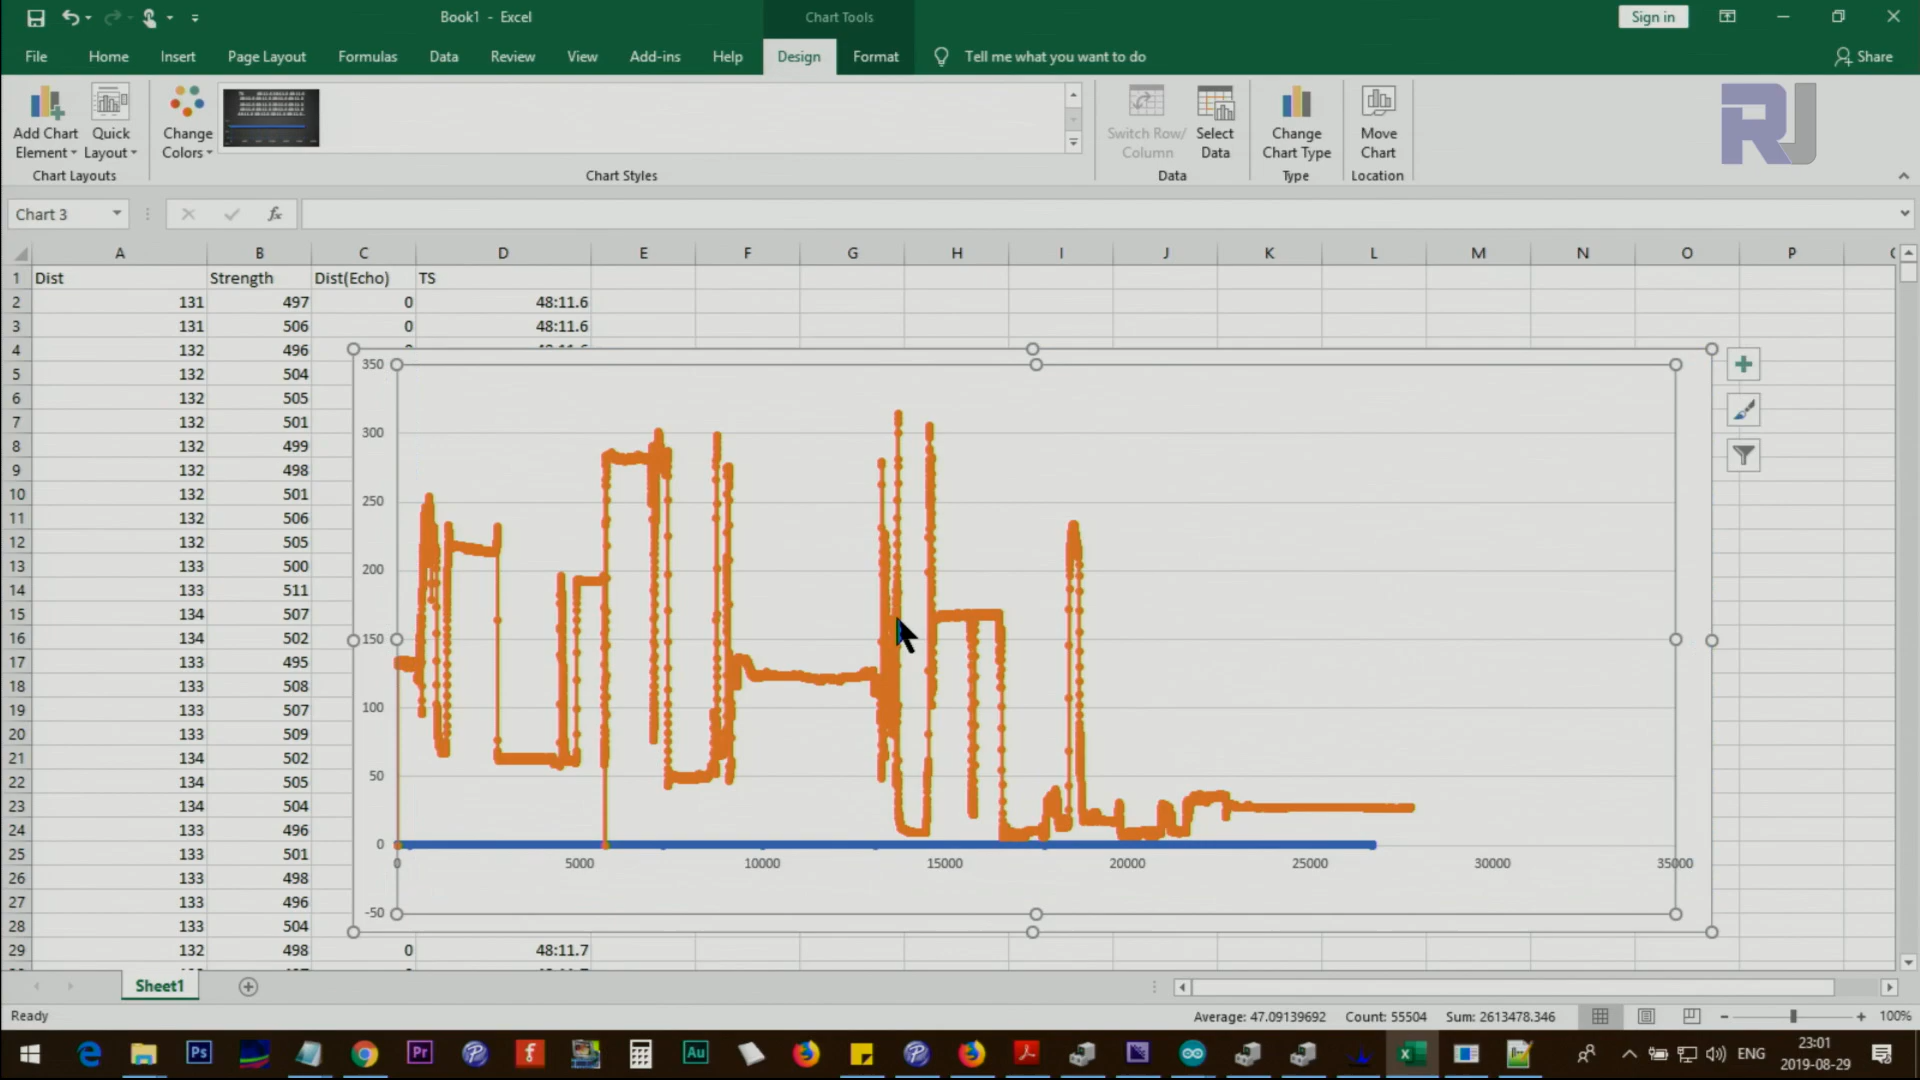 Book1 - Excel
Chart Tools
Sign in
File Home Insert Page Layout Formulas Data Review View Add-ins Help Design Format Tell me what you want to do Share
Add Chart Element Quick Layout
Chart Layouts
Change Colors
Chart Styles
Switch Row/ Column Select Data
Data
Change Chart Type
Type
Move Chart
Location
RJ
Chart 3
fx
A B C D E F G H I J K L M N O P
1 Dist Strength Dist(Echo) TS
2 131 497 0 48:11.6
3 131 506 0 48:11.6
4 132 496
5 132 504
6 132 505
7 132 501
8 132 499
9 132 498
10 132 501
11 132 506
12 132 505
13 133 500
14 133 511
15 134 507
16 134 502
17 133 495
18 133 508
19 133 507
20 133 509
21 134 502
22 134 505
23 134 504
24 133 496
25 133 501
26 133 498
27 133 496
28 133 504
29 132 498 0 48:11.7
350
300
250
200
150
100
50
0
-50
0 5000 10000 15000 20000 25000 30000 35000
Sheet1
Ready
Average: 47.09139692 Count: 55504 Sum: 2613478.346
100%
Ps
Pr
Au
ENG
23:01
2019-08-29